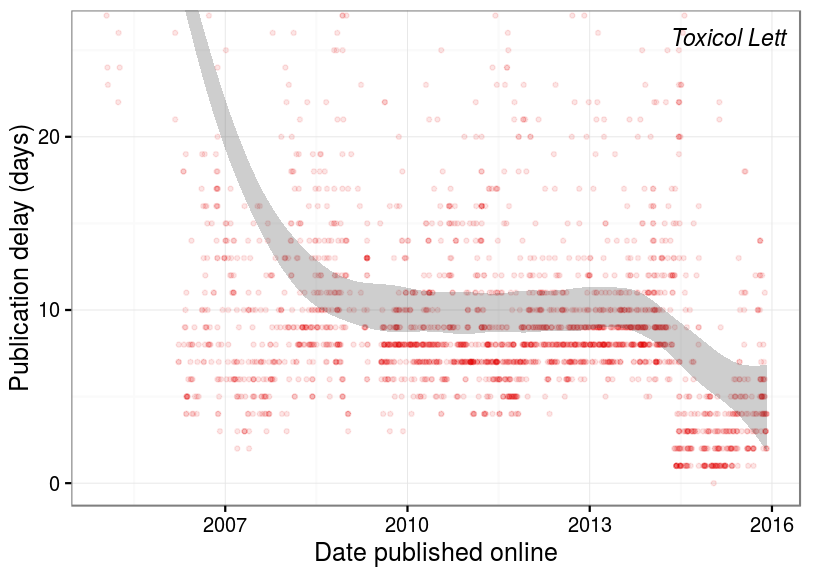 Toxicol Lett
Publication delay (days)
20
10
0
2007 2010 2013 2016
Date published online